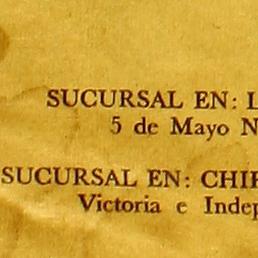 SUCURSAL EN: L
5 de Mayo N
SUCURSAL EN: CHI
Victoria e Indep